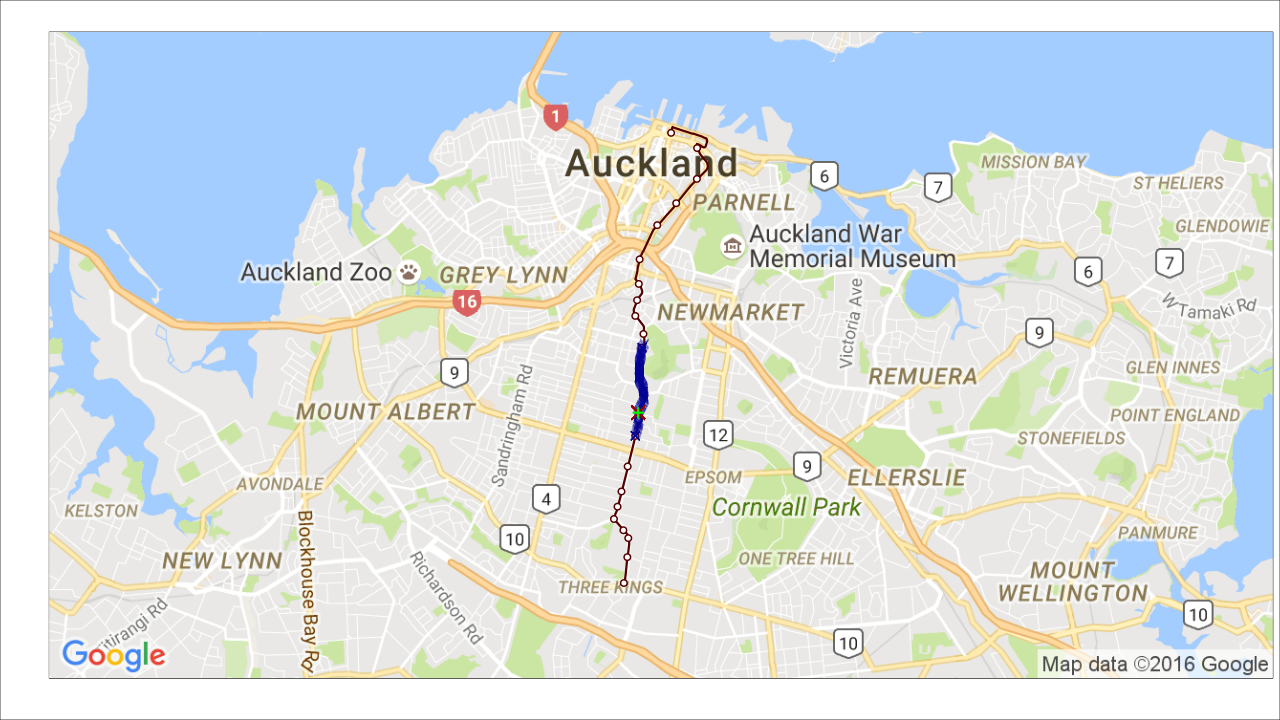 1
Auckland
MISSION BAY
6
7
ST HELIERS
PARNELL
GLENDOWIE
Auckland War
Memorial Museum
Auckland Zoo
GREY LYNN
6
7
16
NEWMARKET
Victoria Ave
W Tamaki Rd
9
9
REMUERA
GLEN INNES
Sandringham Rd
MOUNT ALBERT
POINT ENGLAND
12
STONEFIELDS
9
EPSOM
ELLERSLIE
AVONDALE
4
Cornwall Park
KELSTON
Blockhouse Bay Rd
10
PANMURE
NEW LYNN
Richardson Rd
ONE TREE HILL
MOUNT
WELLINGTON
THREE KINGS
10
Titirangi Rd
10
Google
Map data ©2016 Google